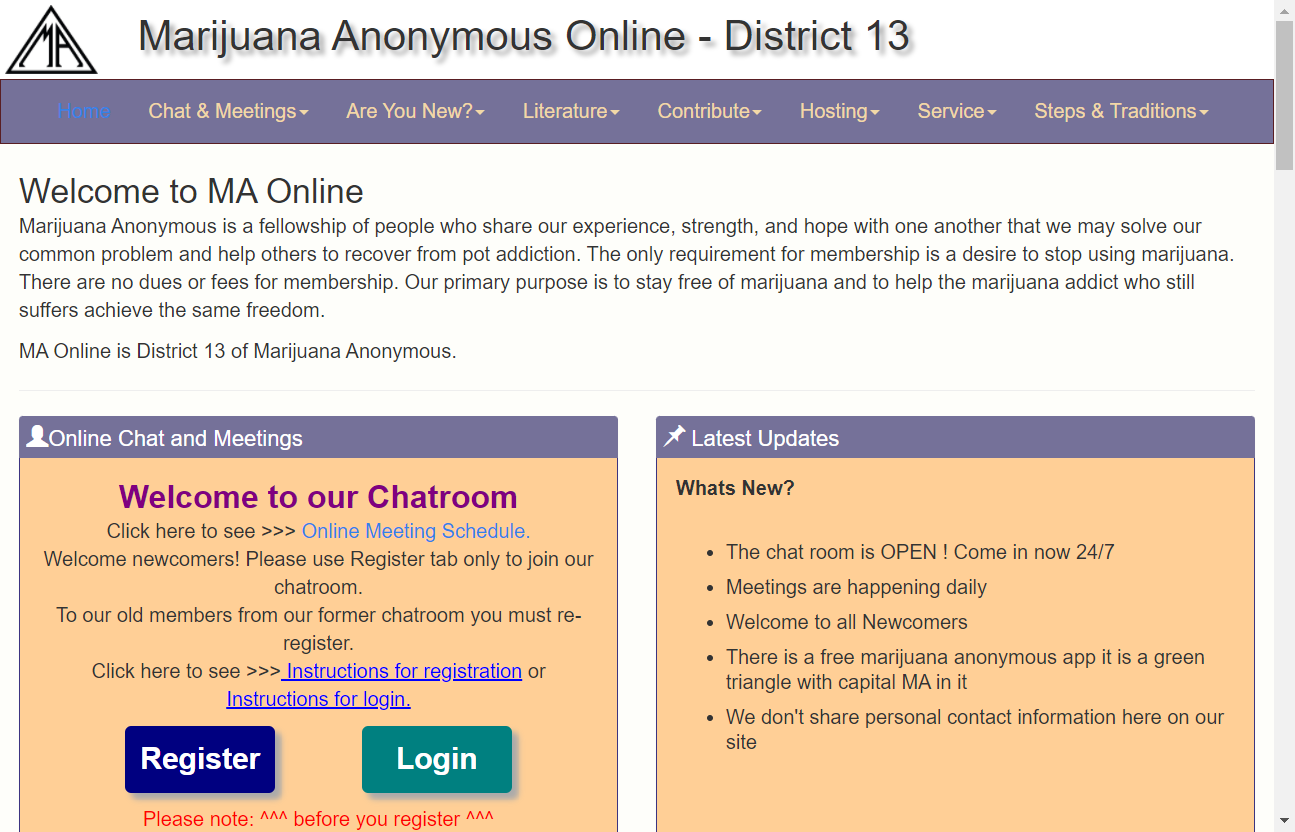 MA
Marijuana Anonymous Online - District 13
Home Chat & Meetings Are You New? Literature Contribute Hosting Service Steps & Traditions
Welcome to MA Online
Marijuana Anonymous is a fellowship of people who share our experience, strength, and hope with one another that we may solve our
common problem and help others to recover from pot addiction. The only requirement for membership is a desire to stop using marijuana.
There are no dues or fees for membership. Our primary purpose is to stay free of marijuana and to help the marijuana addict who still
suffers achieve the same freedom.
MA Online is District 13 of Marijuana Anonymous.
Online Chat and Meetings
Welcome to our Chatroom
Click here to see >>> Online Meeting Schedule.
Welcome newcomers! Please use Register tab only to join our
chatroom.
To our old members from our former chatroom you must re-
register.
Click here to see >>> Instructions for registration or
Instructions for login.
Register Login
Please note: ^^^ before you register ^^^
Latest Updates
Whats New?
• The chat room is OPEN ! Come in now 24/7
• Meetings are happening daily
• Welcome to all Newcomers
• There is a free marijuana anonymous app it is a green
triangle with capital MA in it
• We don't share personal contact information here on our
site